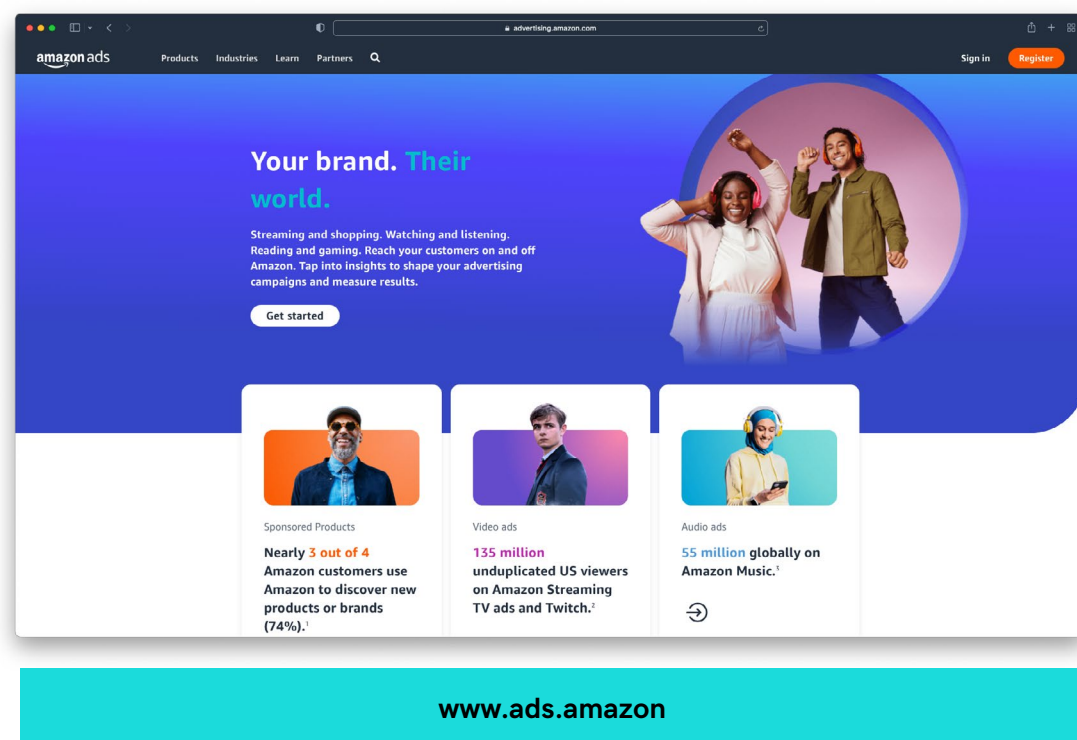 advertising.amazon.com
amazon ads
Products Industries Learn Partners
Sign in Register
Your brand. Their
world.
Streaming and shopping. Watching and listening.
Reading and gaming. Reach your customers on and off
Amazon. Tap into insights to shape your advertising
campaigns and measure results.
Get started
Sponsored Products
Nearly 3 out of 4
Amazon customers use
Amazon to discover new
products or brands
(74%).¹
Video ads
135 million
unduplicated US viewers
on Amazon Streaming
TV ads and Twitch.²
Audio ads
55 million globally on
Amazon Music.¹
www.ads.amazon